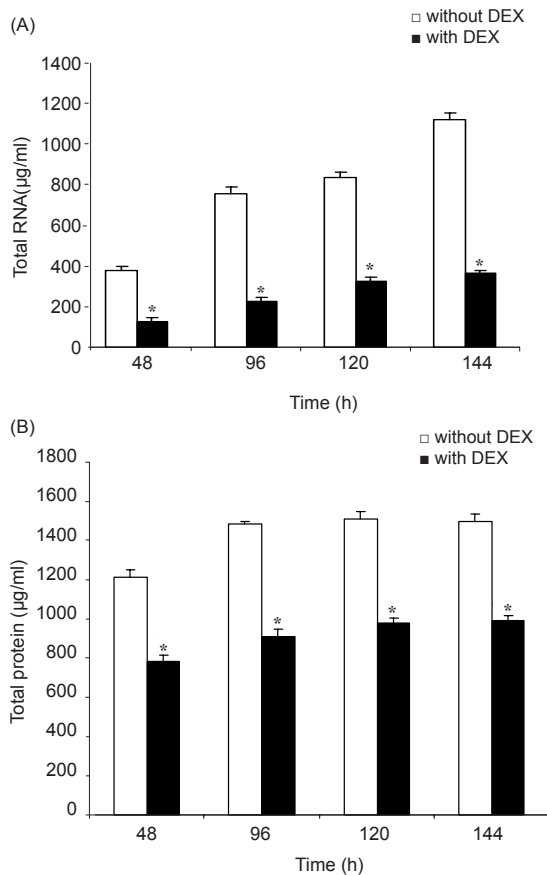 (A)
without DEX
with DEX
Total RNA(µg/ml)
1400
1200
1000
800
600
400
200
0
*
*
*
*
48 96 120 144
Time (h)
(B)
without DEX
with DEX
Total protein (µg/ml)
1800
1600
1400
1200
1000
800
600
400
200
0
*
*
*
*
48 96 120 144
Time (h)